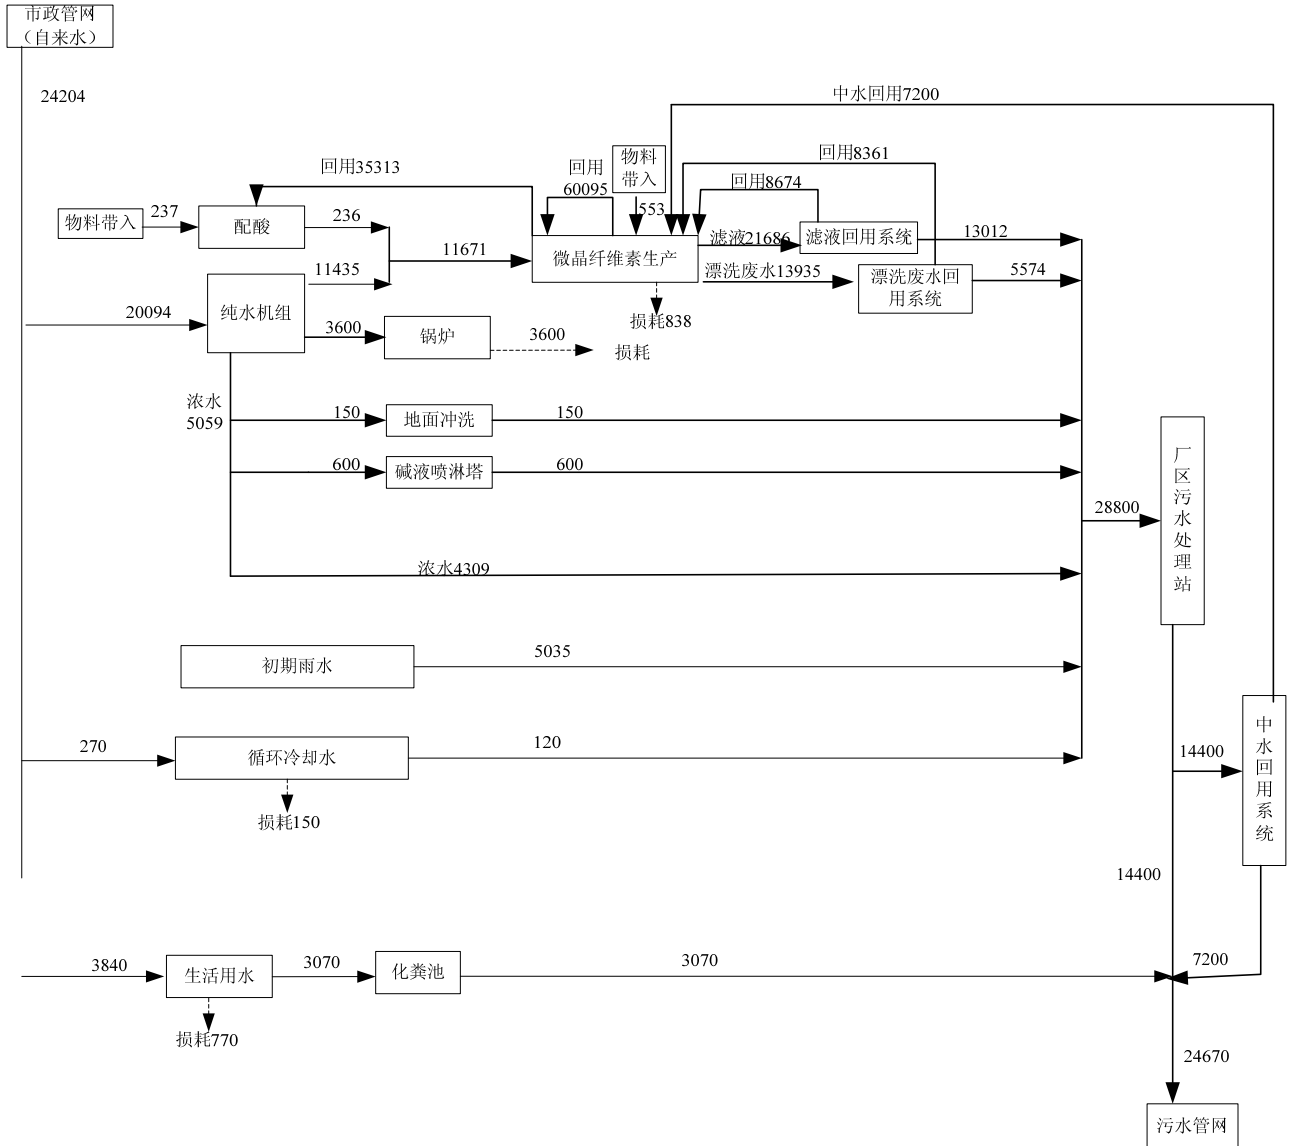 市政管网
（自来水）
24204
中水回用7200
回用35313
回用
60095
物料
带入
553
回用8361
回用8674
物料带入
237
配酸
236
11671
11435
微晶纤维素生产
滤液21686
滤液回用系统
13012
漂洗废水13935
漂洗废水回
用系统
5574
损耗838
20094
纯水机组
3600
锅炉
3600
损耗
浓水
5059
150
地面冲洗
150
600
碱液喷淋塔
600
浓水4309
28800
厂区污水处理站
初期雨水
5035
270
循环冷却水
120
损耗150
14400
中水回用系统
14400
3840
生活用水
3070
化粪池
3070
7200
损耗770
24670
污水管网